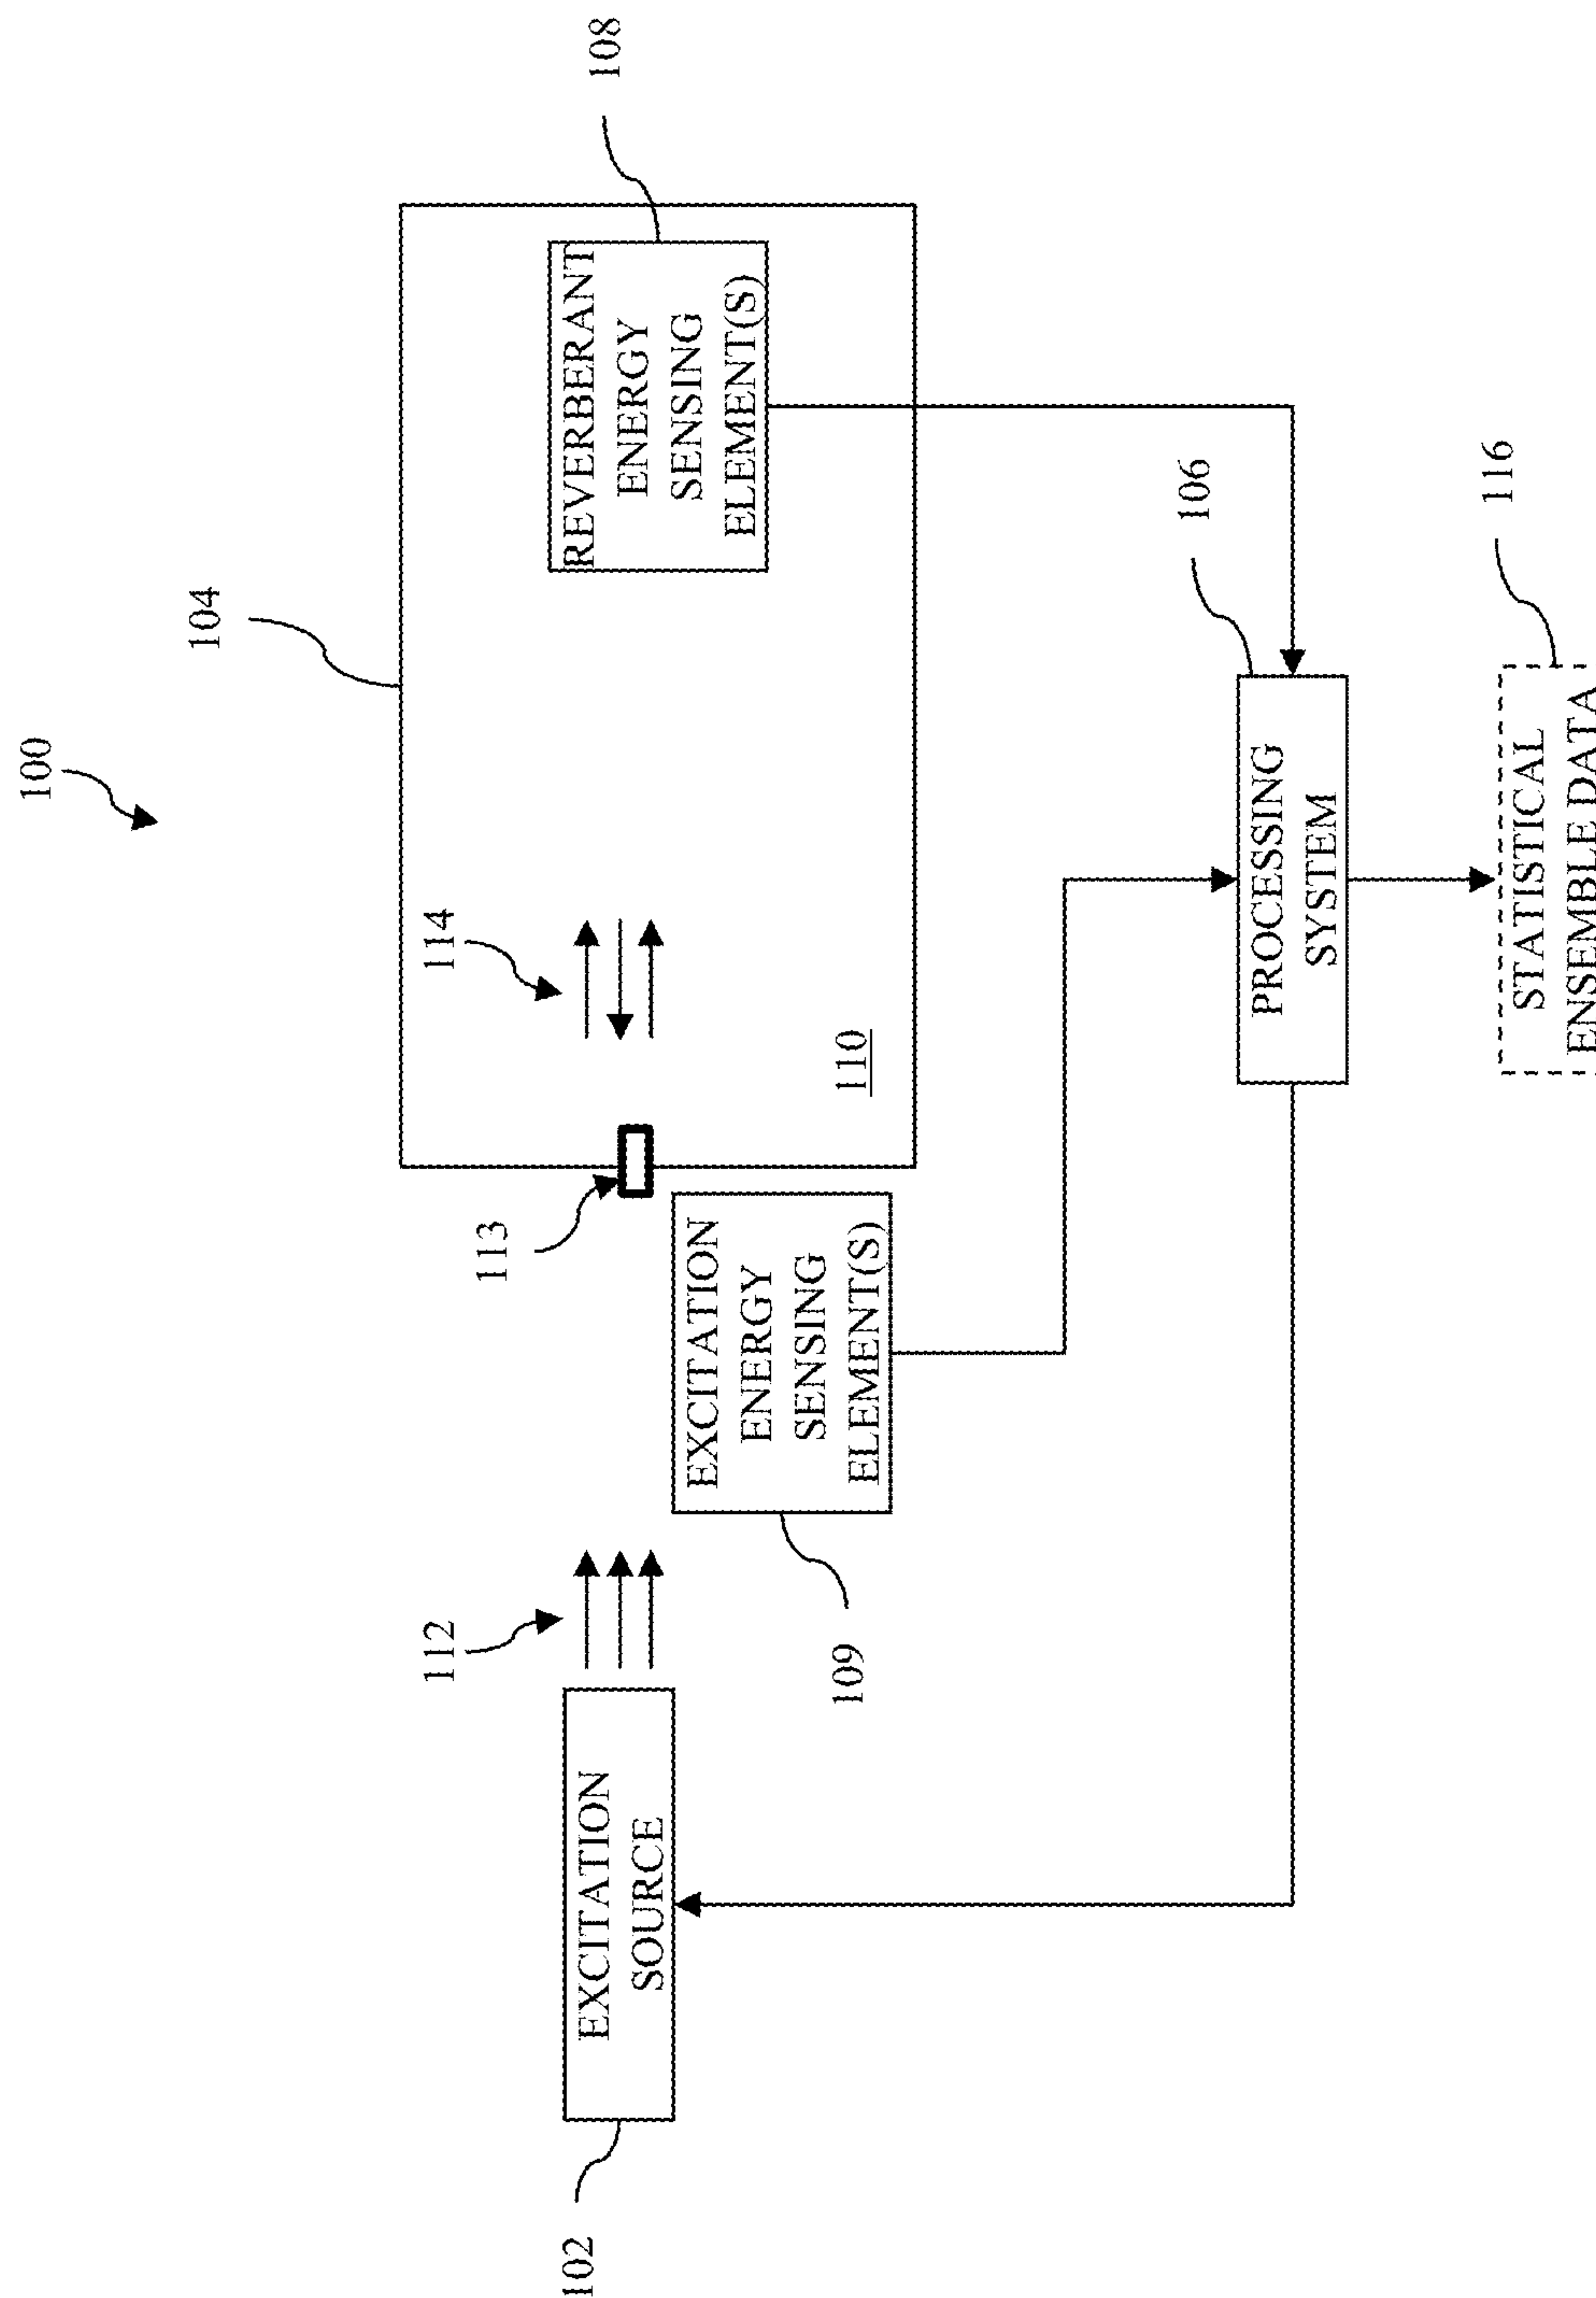 100
104
108
114
REVERBERANT
ENERGY
SENSING
ELEMENT(S)
110
113
112
EXCITATION
SOURCE
102
EXCITATION
ENERGY
SENSING
ELEMENT(S)
109
106
PROCESSING
SYSTEM
116
STATISTICAL
ENSEMBLE DATA